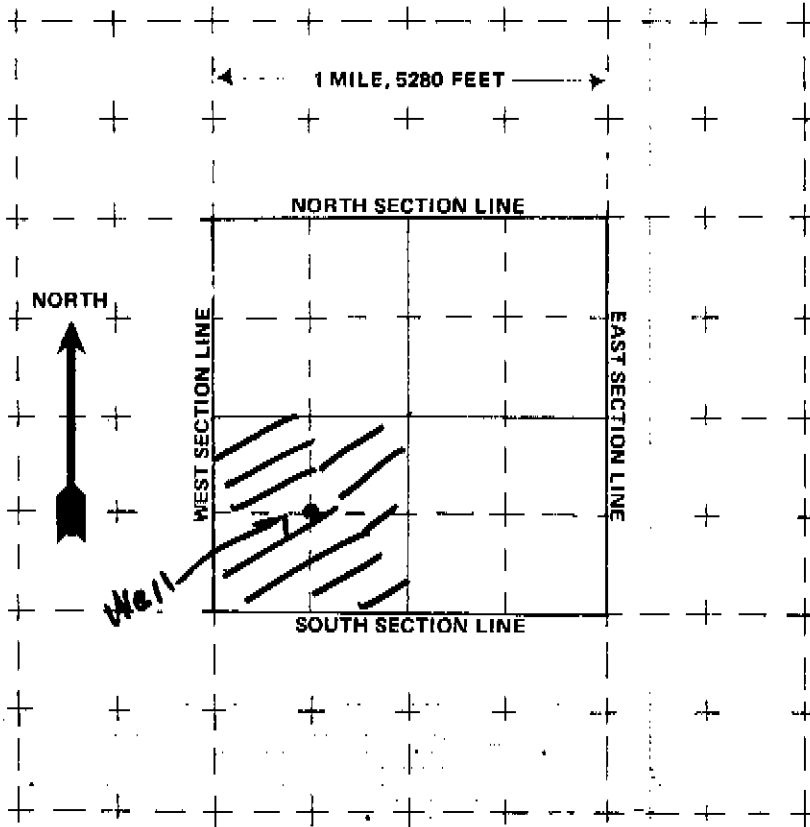 1 MILE, 5280 FEET
NORTH SECTION LINE
NORTH
WEST SECTION LINE
EAST SECTION LINE
Well
SOUTH SECTION LINE